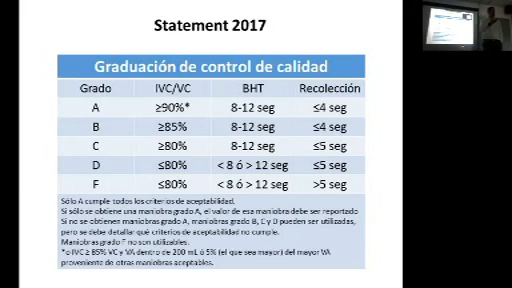 Statement 2017
Graduación de control de calidad
Grado IVC/VC BHT Recolección
A ≥90%* 8-12 seg ≤4 seg
B ≥85% 8-12 seg ≤4 seg
C ≥80% 8-12 seg ≤5 seg
D ≤80% < 8 ó > 12 seg ≤5 seg
F ≤80% < 8 ó > 12 seg >5 seg
Sólo A cumple todos los criterios de aceptabilidad.
Si sólo se obtiene una maniobra grado A, el valor de esa maniobra debe ser reportado
Si no se obtienen maniobras grado A, maniobras grado B, C y D pueden ser utilizadas,
pero se debe detallar qué criterios de aceptabilidad no cumple.
Maniobras grado F no son utilizables.
*o IVC ≥ 85% VC y VA dentro de 200 mL ó 5% (el que sea mayor) del mayor VA
proveniente de otras maniobras aceptables.